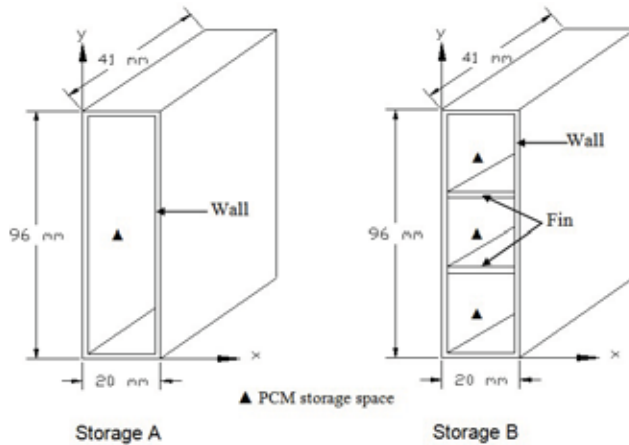 y
41 mm
Wall
96 mm
▲
x
20 mm
Storage A
y
41 mm
Wall
▲
Fin
96 mm
▲
▲
x
20 mm
▲ PCM storage space
Storage B